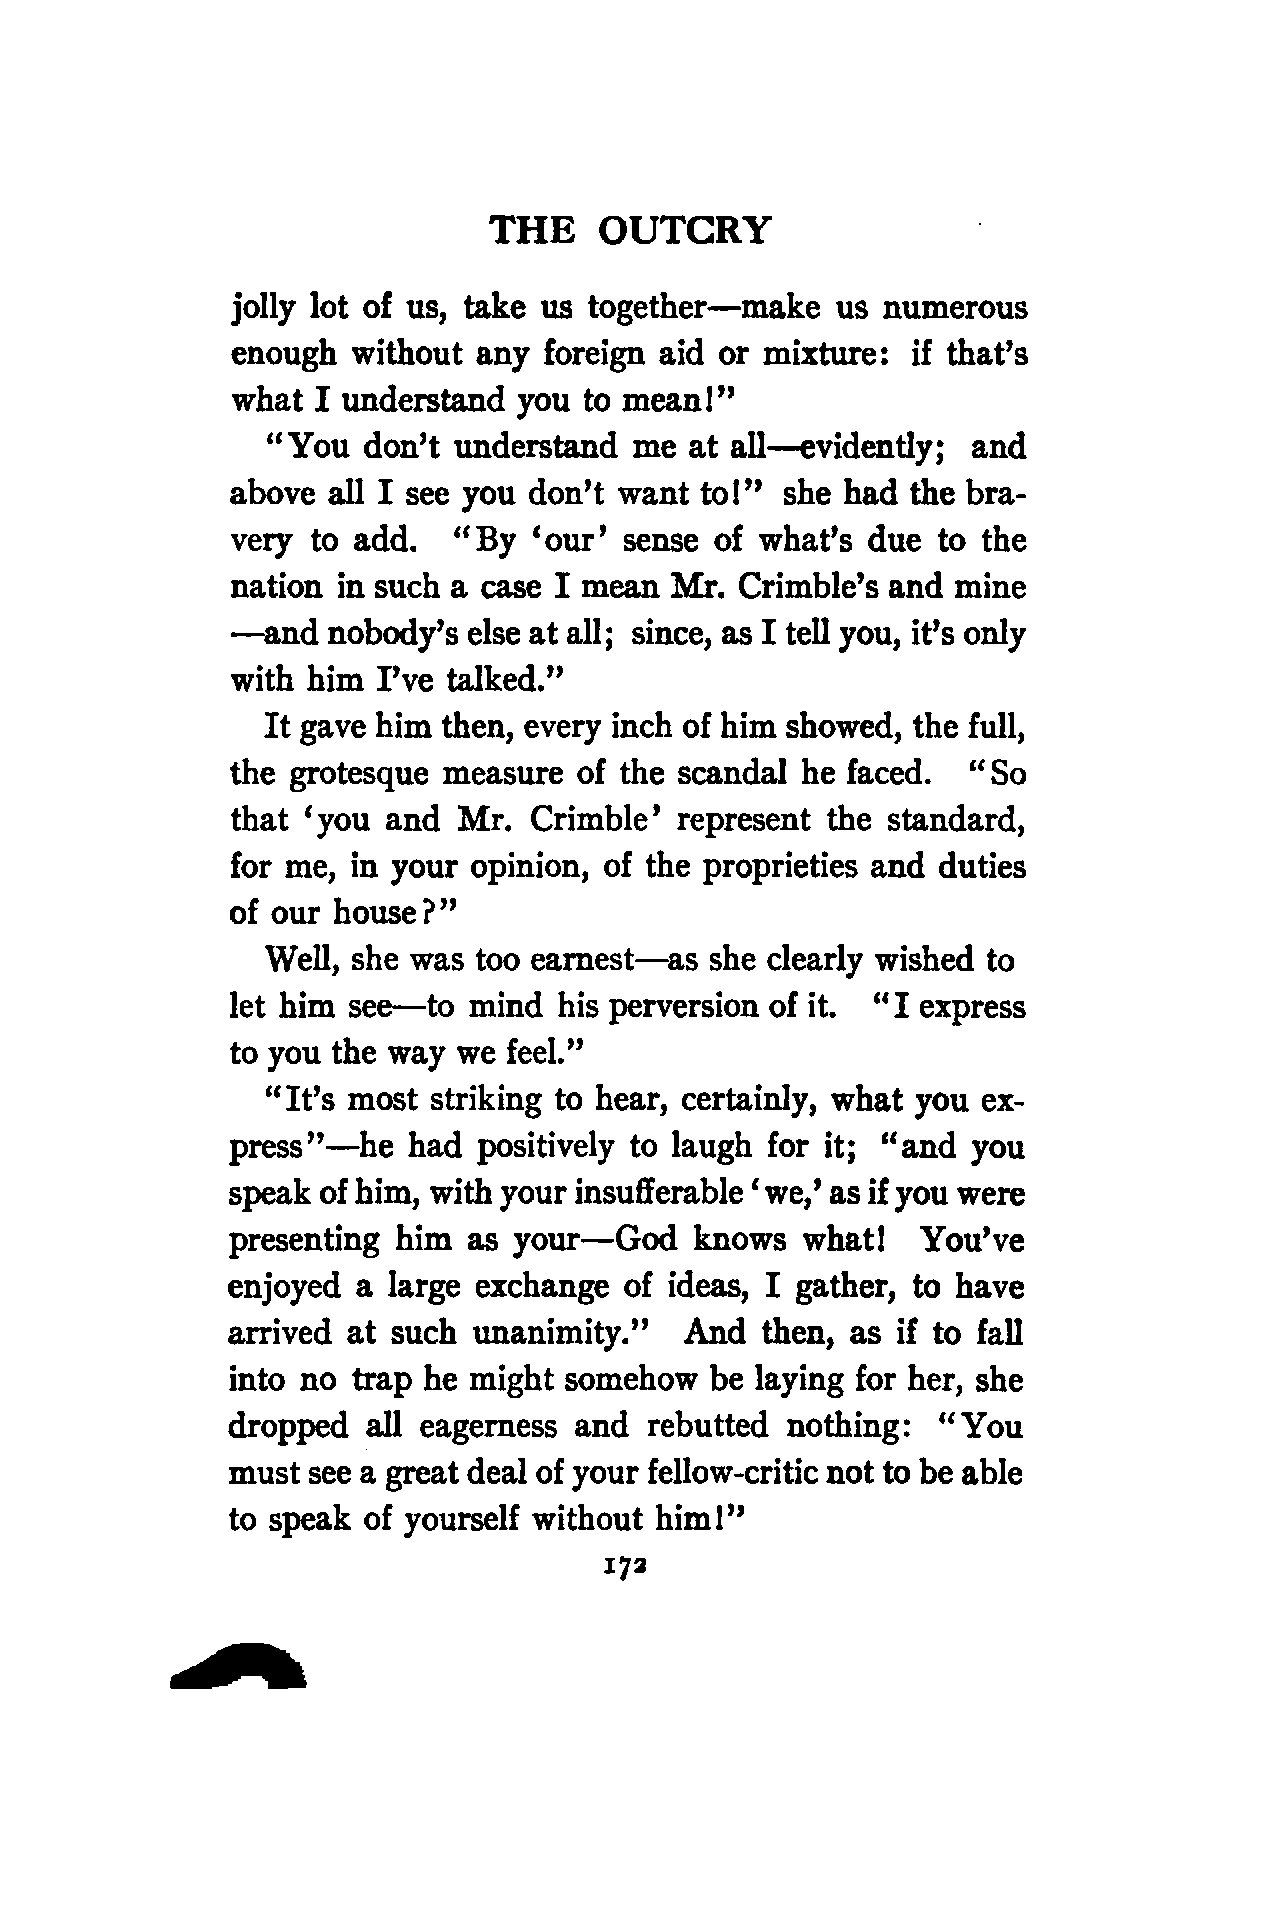 THE OUTCRY
jolly lot of us, take us together—make us numerous
enough without any foreign aid or mixture: if that's
what I understand you to mean!"
"You don't understand me at all—evidently; and
above all I see you don't want to!" she had the bra-
very to add. "By 'our' sense of what's due to the
nation in such a case I mean Mr. Crimble's and mine
—and nobody's else at all; since, as I tell you, it's only
with him I've talked."
It gave him then, every inch of him showed, the full,
the grotesque measure of the scandal he faced. "So
that 'you and Mr. Crimble' represent the standard,
for me, in your opinion, of the proprieties and duties
of our house?"
Well, she was too earnest—as she clearly wished to
let him see—to mind his perversion of it. "I express
to you the way we feel."
"It's most striking to hear, certainly, what you ex-
press"—he had positively to laugh for it; "and you
speak of him, with your insufferable 'we,' as if you were
presenting him as your—God knows what! You've
enjoyed a large exchange of ideas, I gather, to have
arrived at such unanimity." And then, as if to fall
into no trap he might somehow be laying for her, she
dropped all eagerness and rebutted nothing: "You
must see a great deal of your fellow-critic not to be able
to speak of yourself without him!"
172